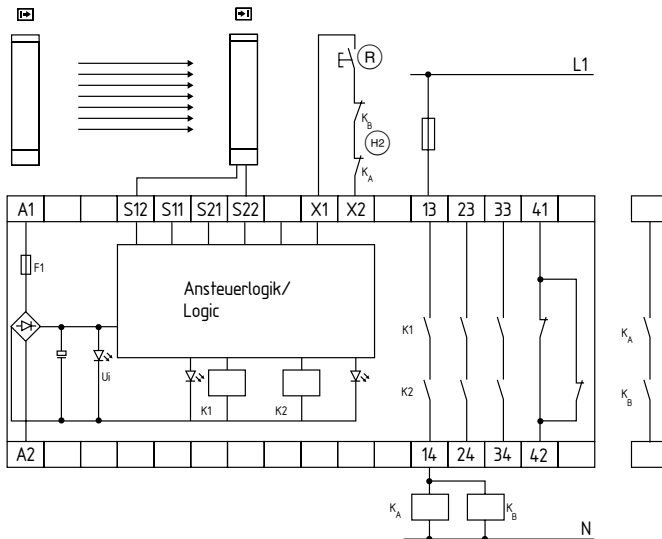 R
L1
K_B
H2
K_A
A1 S12 S11 S21 S22 X1 X2 13 23 33 41
F1
Ansteuerlogik/
Logic
K1
K_A
Ui
K1 K2
K2
K_B
A2 14 24 34 42
K_A K_B
N